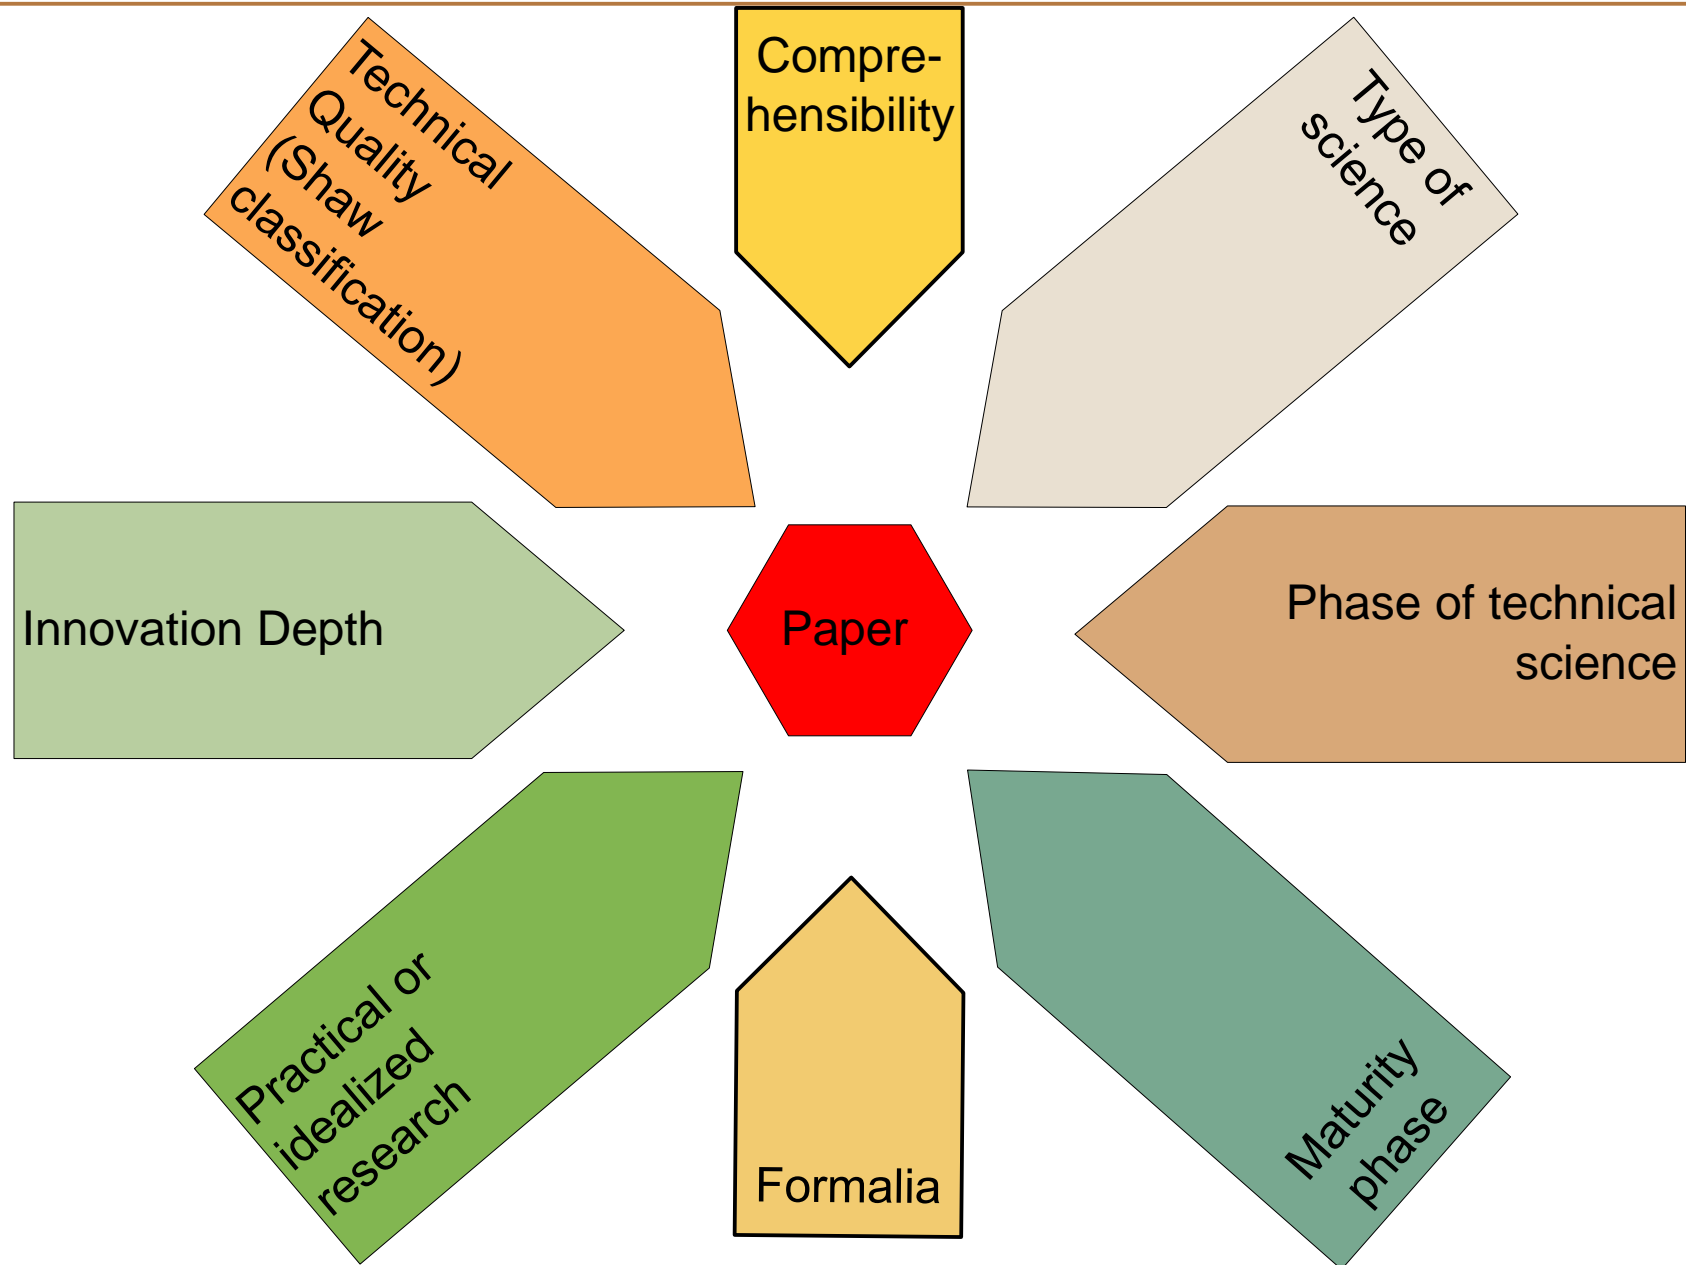 Compre-
hensibility
Technical
Quality
(Shaw
classification)
Type of
science
Innovation Depth
Paper
Phase of technical
science
Practical or
idealized
research
Formalia
Maturity
phase